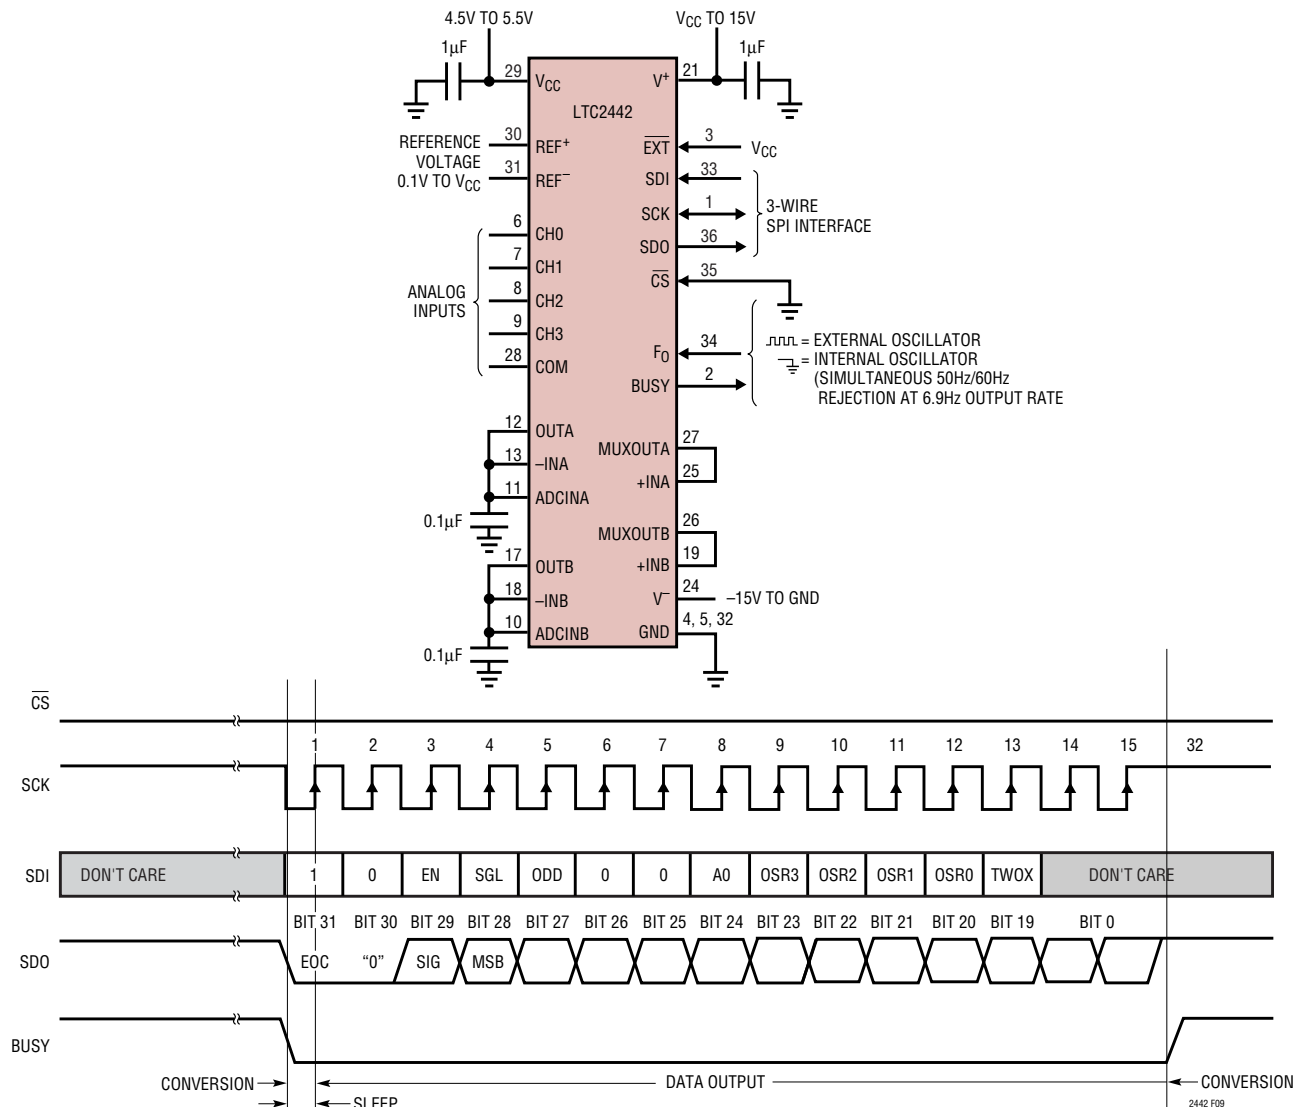 4.5V TO 5.5V
VCC TO 15V
1µF
1µF
29
VCC
V+
21
LTC2442
REFERENCE
VOLTAGE
0.1V TO VCC
30
REF+
31
REF–
EXT
3
VCC
SDI
33
SCK
1
SDO
36
3-WIRE
SPI INTERFACE
CS
35
ANALOG
INPUTS
6
CH0
7
CH1
8
CH2
9
CH3
28
COM
FO
34
BUSY
2
= EXTERNAL OSCILLATOR
= INTERNAL OSCILLATOR
(SIMULTANEOUS 50Hz/60Hz
REJECTION AT 6.9Hz OUTPUT RATE
12
OUTA
13
–INA
11
ADCINA
0.1µF
MUXOUTA
27
+INA
25
MUXOUTB
26
+INB
19
17
OUTB
18
–INB
10
ADCINB
0.1µF
V–
24
–15V TO GND
GND
4, 5, 32
CS
1 2 3 4 5 6 7 8 9 10 11 12 13 14 15 32
SCK
SDI DON'T CARE 1 0 EN SGL ODD 0 0 A0 OSR3 OSR2 OSR1 OSR0 TWOX DON'T CARE
BIT 31 BIT 30 BIT 29 BIT 28 BIT 27 BIT 26 BIT 25 BIT 24 BIT 23 BIT 22 BIT 21 BIT 20 BIT 19 BIT 0
SDO EOC “0” SIG MSB
BUSY
CONVERSION DATA OUTPUT CONVERSION
SLEEP
2442 F09